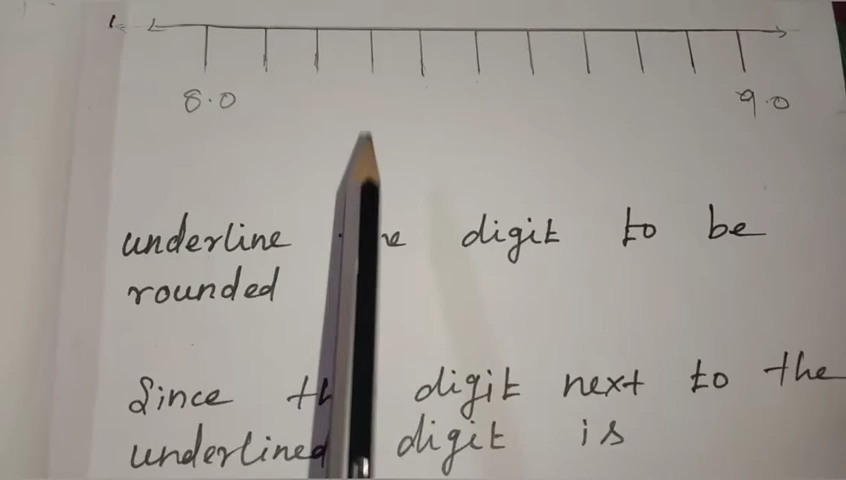 8.0 9.0
underline digit to be
rounded
Since digit next to the
underlined digit is